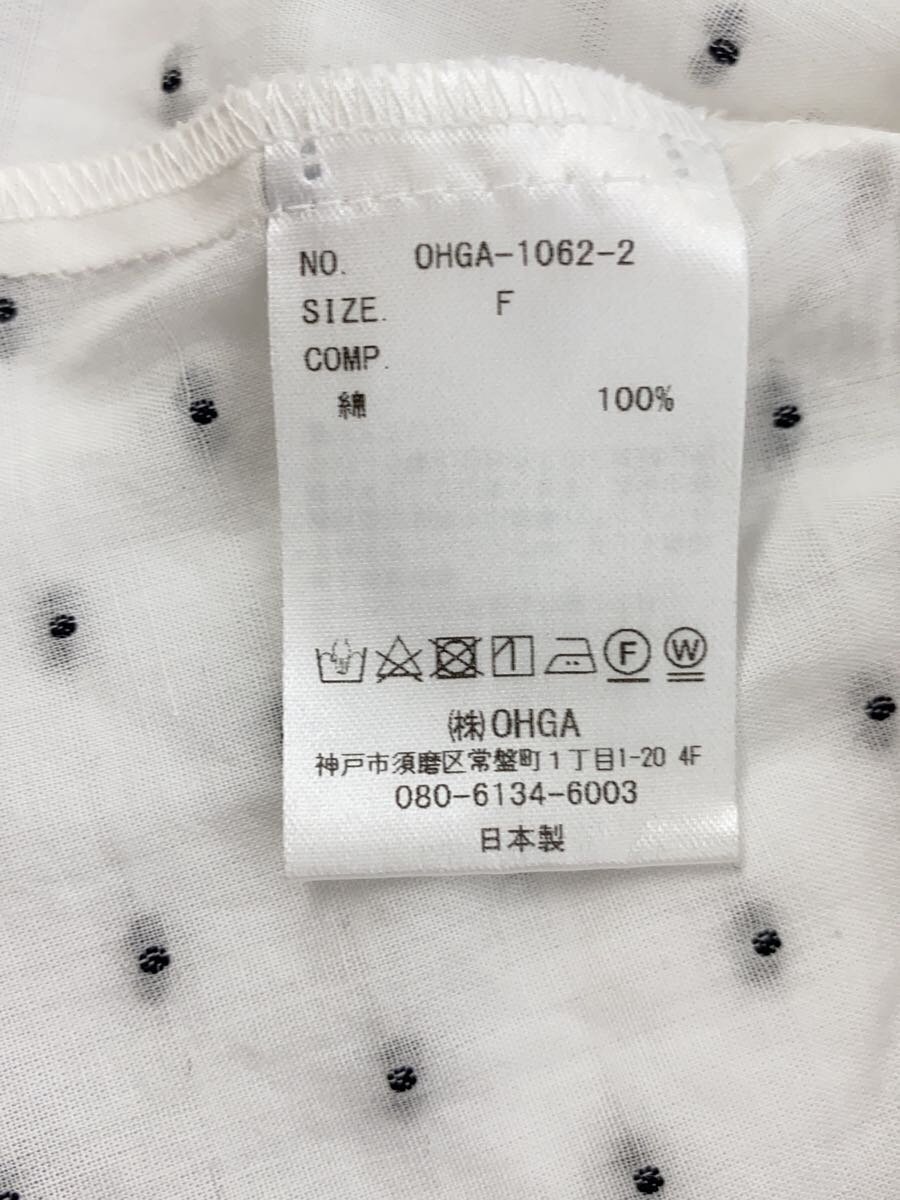 NO. OHGA-1062-2
SIZE. F
COMP.
綿 100%
F W
㈱OHGA
神戸市須磨区常盤町1丁目1-20 4F
080-6134-6003
日本製